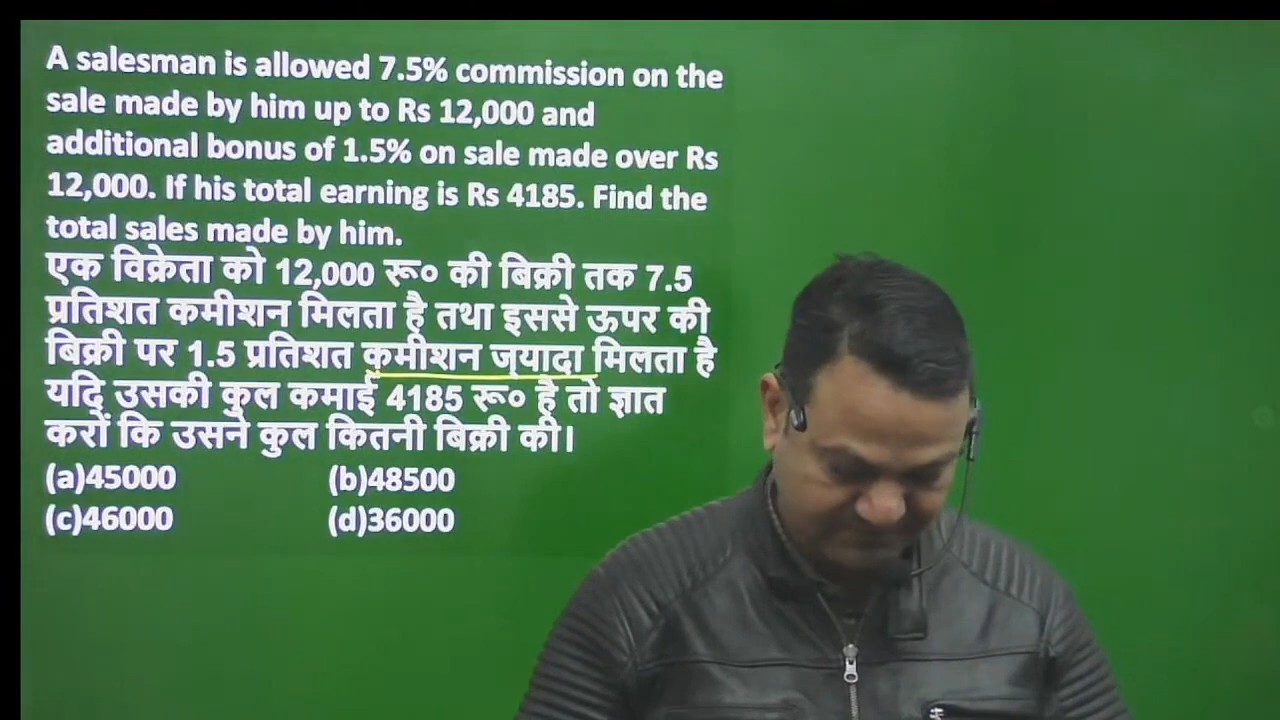 A salesman is allowed 7.5% commission on the
sale made by him up to Rs 12,000 and
additional bonus of 1.5% on sale made over Rs
12,000. If his total earning is Rs 4185. Find the
total sales made by him.
एक विक्रेता को 12,000 रू० की बिक्री तक 7.5
प्रतिशत कमीशन मिलता है तथा इससे ऊपर की
बिक्री पर 1.5 प्रतिशत कमीशन ज्यादा मिलता है
यदि उसकी कुल कमाई 4185 रू० है तो ज्ञात
करों कि उसने कुल कितनी बिक्री की।
(a)45000 (b)48500
(c)46000 (d)36000